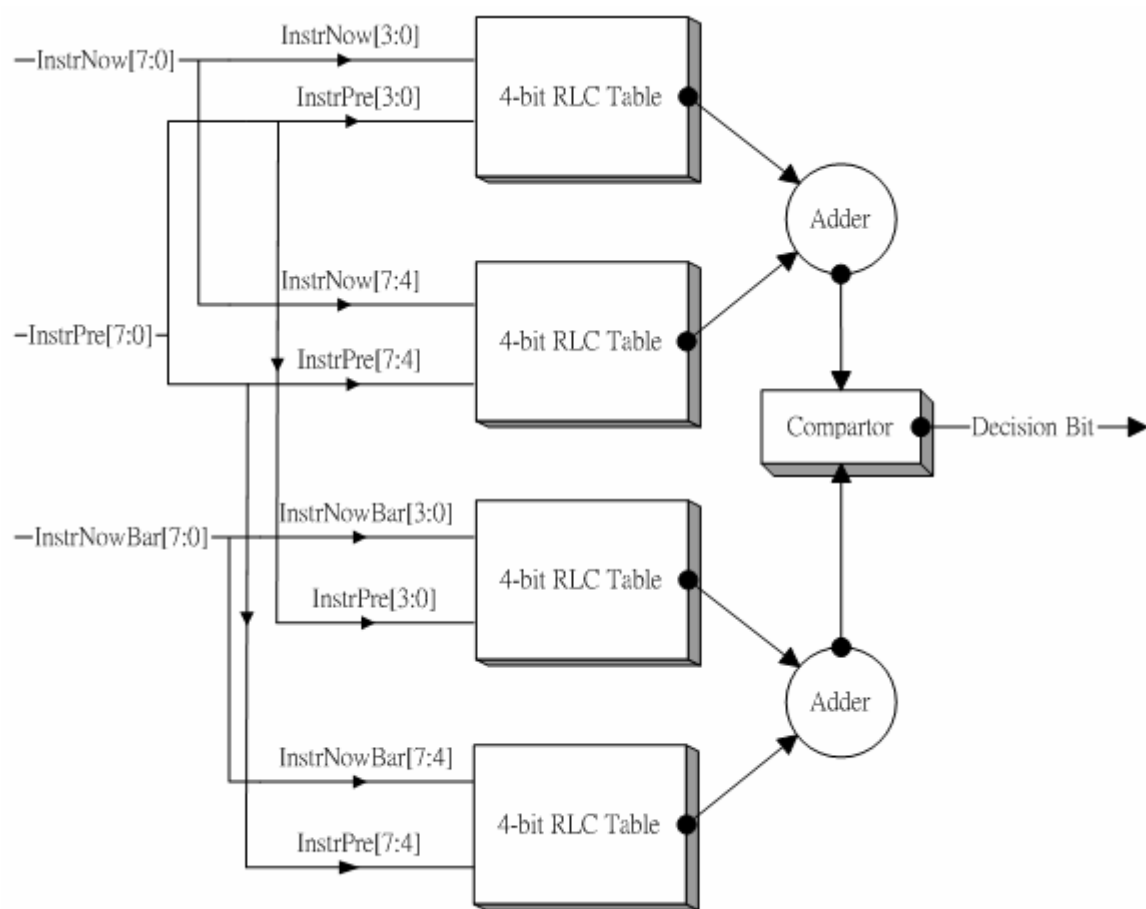 InstrNow[3:0]
InstrNow[7:0]
InstrPre[3:0]
4-bit RLC Table
Adder
InstrNow[7:4]
InstrPre[7:0]
4-bit RLC Table
InstrPre[7:4]
Compartor
Decision Bit
InstrNowBar[3:0]
InstrNowBar[7:0]
4-bit RLC Table
InstrPre[3:0]
Adder
InstrNowBar[7:4]
4-bit RLC Table
InstrPre[7:4]